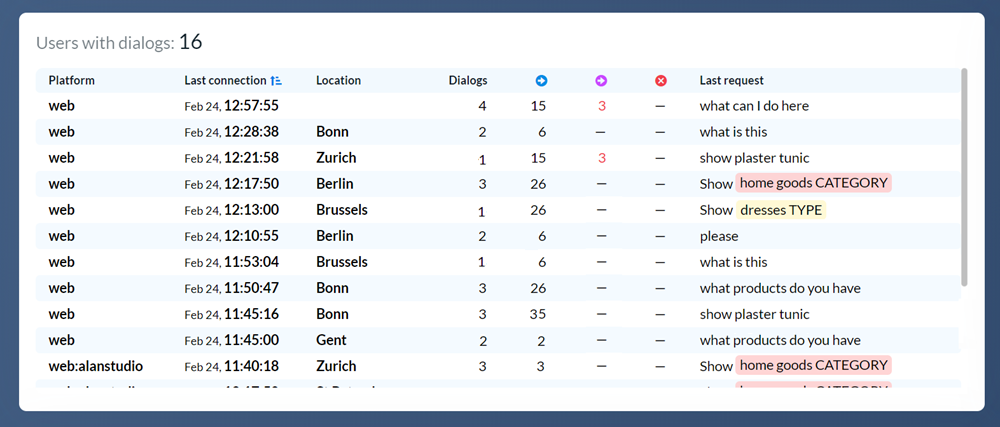 Users with dialogs: 16
Platform Last connection Location Dialogs Last request
web Feb 24, 12:57:55 4 15 3 — what can I do here
web Feb 24, 12:28:38 Bonn 2 6 — — what is this
web Feb 24, 12:21:58 Zurich 1 15 3 — show plaster tunic
web Feb 24, 12:17:50 Berlin 3 26 — — Show home goods CATEGORY
web Feb 24, 12:13:00 Brussels 1 26 — — Show dresses TYPE
web Feb 24, 12:10:55 Berlin 2 6 — — please
web Feb 24, 11:53:04 Brussels 1 6 — — what is this
web Feb 24, 11:50:47 Bonn 3 26 — — what products do you have
web Feb 24, 11:45:16 Bonn 3 35 — — show plaster tunic
web Feb 24, 11:45:00 Gent 2 2 — — what products do you have
web:alanstudio Feb 24, 11:40:18 Zurich 3 3 — — Show home goods CATEGORY